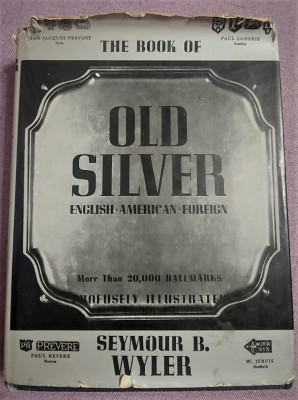 JEAN-JACQUES PREVOST
Paris
PAUL LAMERIE
London
THE BOOK OF
OLD
SILVER
ENGLISH·AMERICAN·FOREIGN
More Than 20,000 HALLMARKS
PROFUSELY ILLUSTRATED
PREVERE
PAUL REVERE
Boston
SEYMOUR B.
WYLER
W. JERVIS
Sheffield